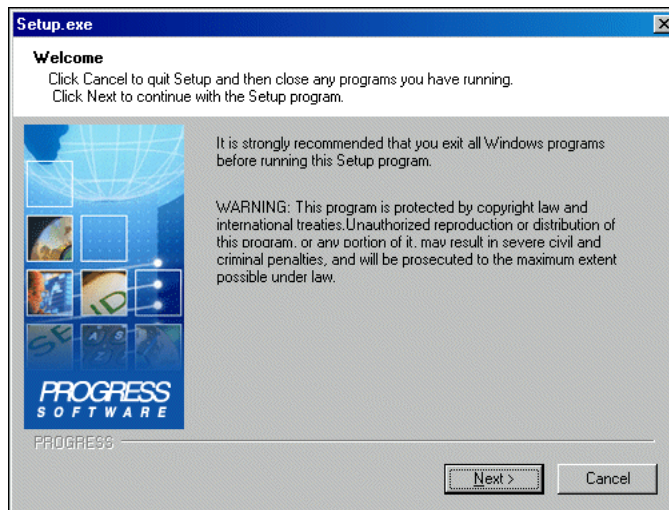 Setup.exe
Welcome
Click Cancel to quit Setup and then close any programs you have running.
Click Next to continue with the Setup program.
It is strongly recommended that you exit all Windows programs
before running this Setup program.
WARNING: This program is protected by copyright law and
international treaties.Unauthorized reproduction or distribution of
this program, or any portion of it, may result in severe civil and
criminal penalties, and will be prosecuted to the maximum extent
possible under law.
SEND
SE
A S
Z
PROGRESS
SOFTWARE
PROGRESS
Next >
Cancel